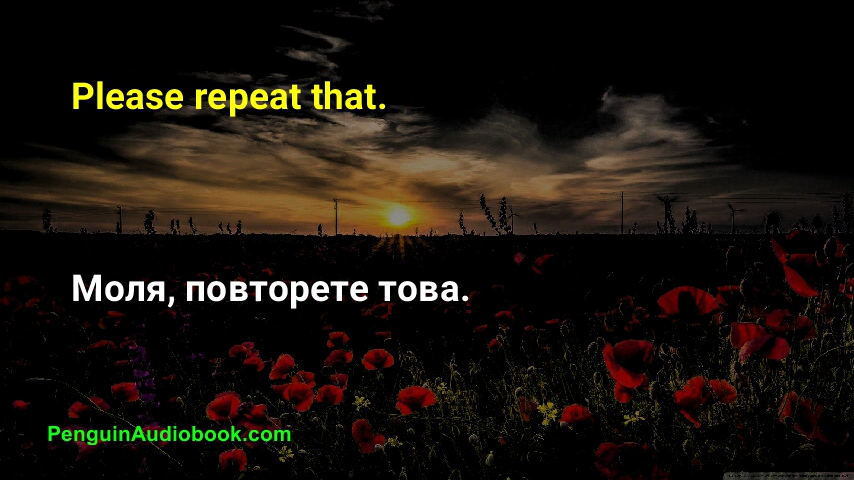 Please repeat that.
Моля, повторете това.
PenguinAudiobook.com